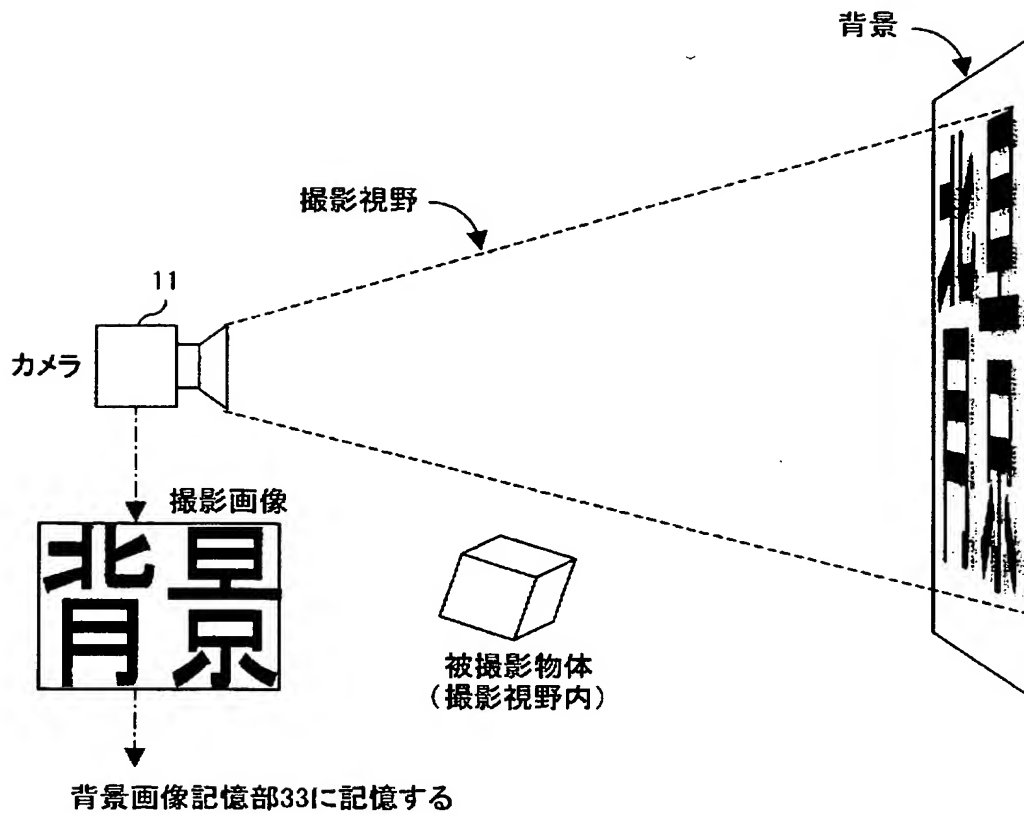 背景
撮影視野
11
カメラ
撮影画像
背景
被撮影物体
（撮影視野内）
背景画像記憶部33に記憶する
背景